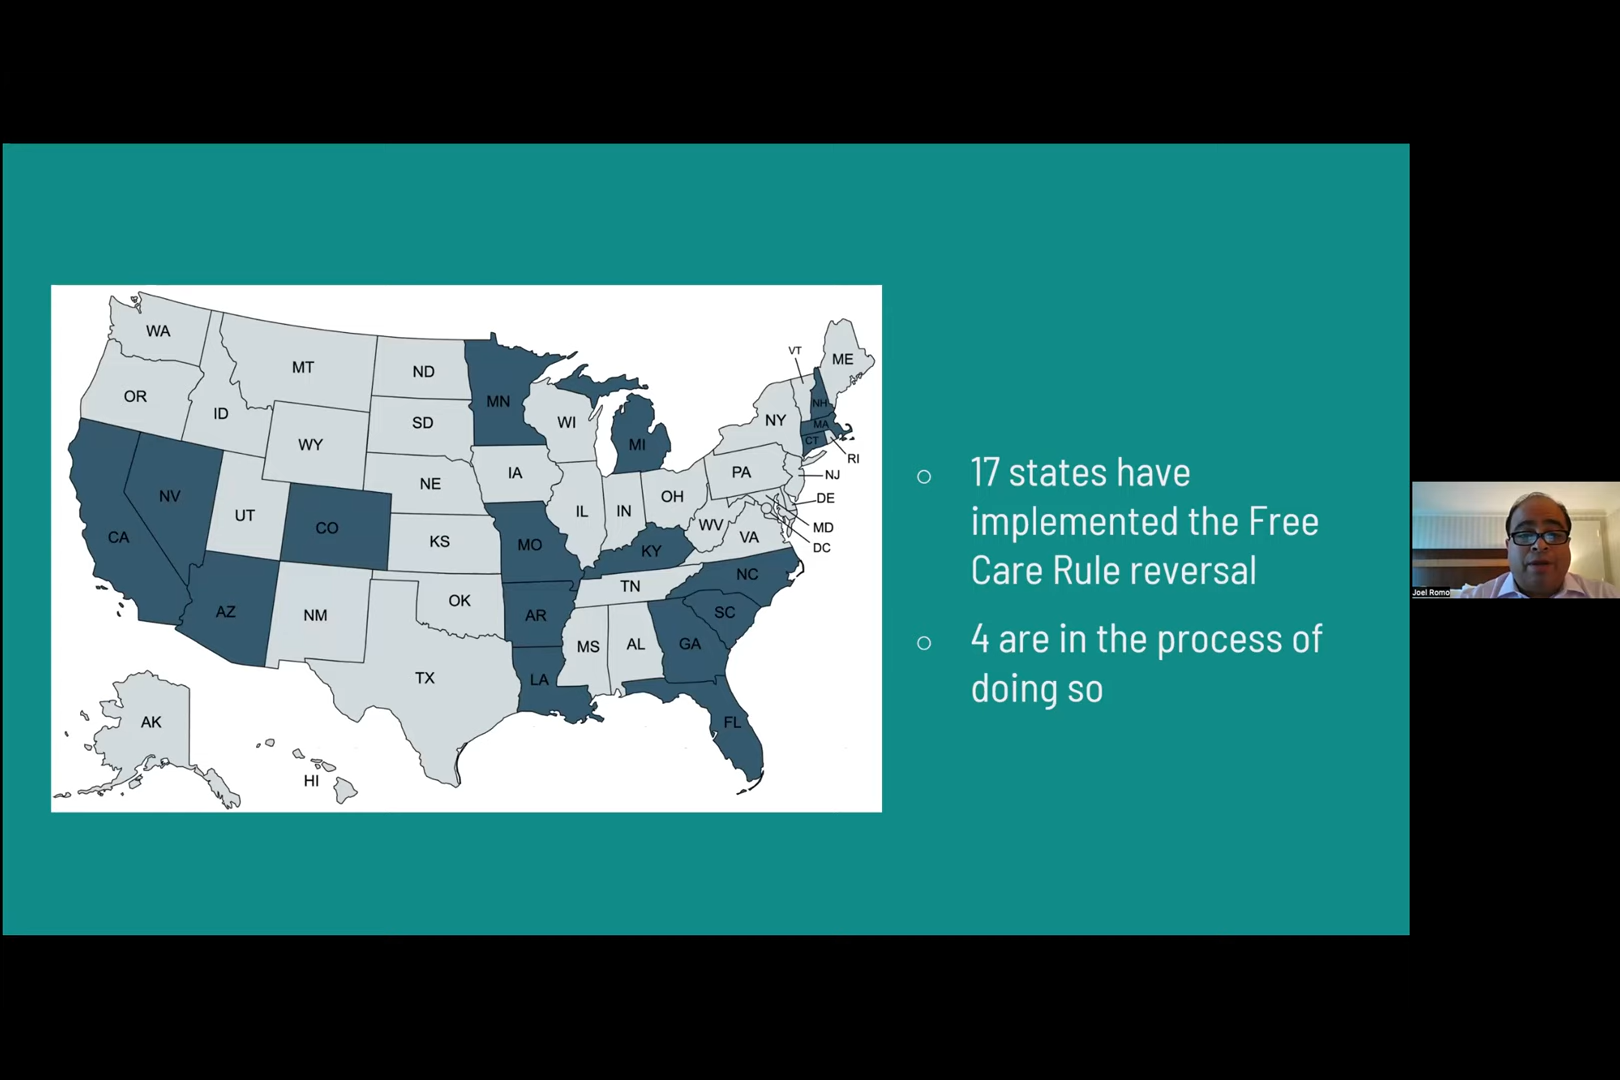 WA
MT
ND
MN
VT
ME
OR
ID
SD
WI
NH
WY
MI
NY
MA
CT
RI
IA
PA
NJ
NV
NE
IL
IN
OH
DE
UT
CO
WV
MD
CA
KS
MO
KY
VA
DC
AZ
NM
OK
TN
NC
AR
SC
MS
AL
GA
TX
LA
AK
FL
HI
17 states have
implemented the Free
Care Rule reversal
4 are in the process of
doing so
Joel Romo